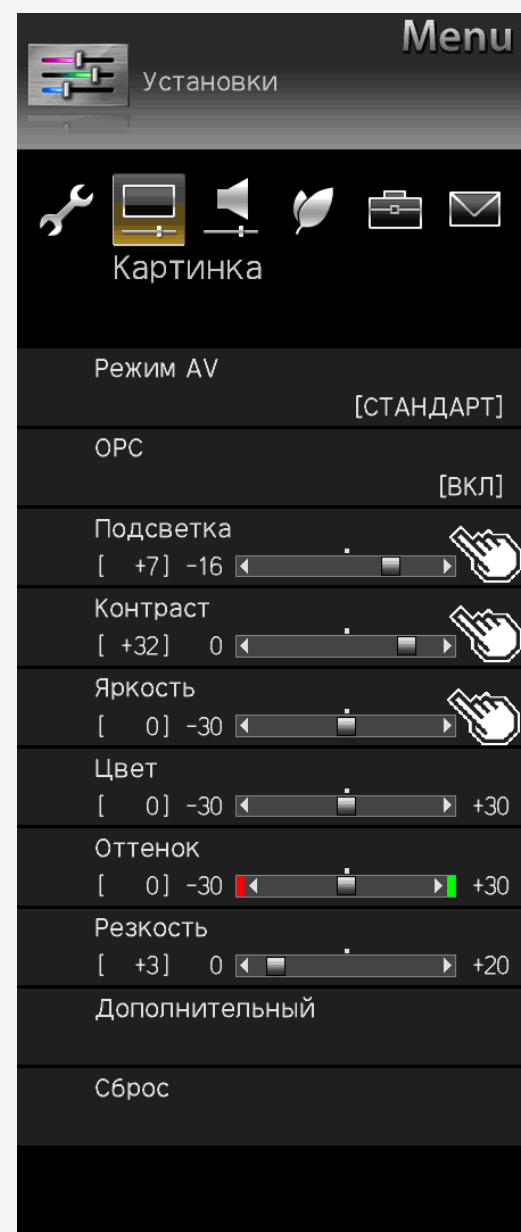 Menu
Установки
Картинка
Режим AV
[СТАНДАРТ]
OPC
[ВКЛ]
Подсветка
[ +7] -16
Контраст
[ +32] 0
Яркость
[ 0] -30
Цвет
[ 0] -30 +30
Оттенок
[ 0] -30 +30
Резкость
[ +3] 0 +20
Дополнительный
Сброс